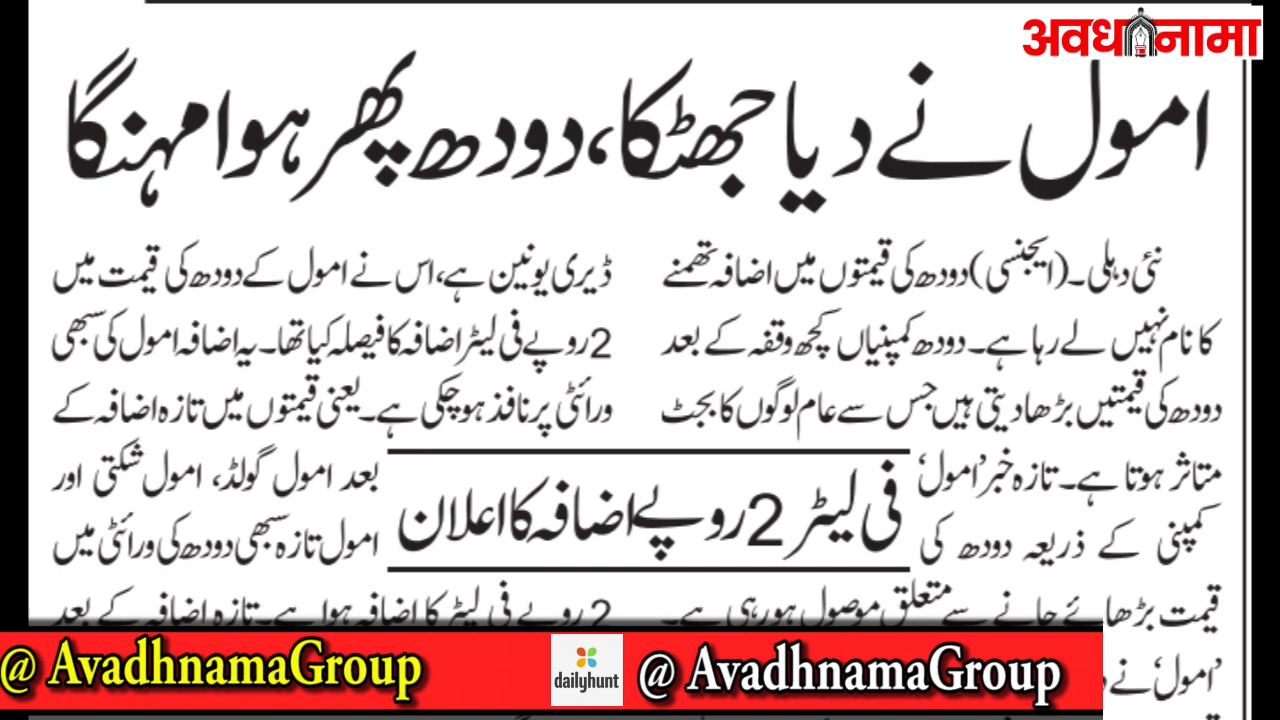 अवधनामा
امول نے دیا جھٹکا، دودھ پھر ہوا مہنگا
نئی دہلی۔ (ایجنسی) دودھ کی قیمتوں میں اضافہ تھمنے
کا نام نہیں لے رہا ہے۔ دودھ کمپنیاں کچھ وقفہ کے بعد
دودھ کی قیمتیں بڑھا دیتی ہیں جس سے عام لوگوں کا بجٹ
متاثر ہوتا ہے۔ تازہ خبر ’امول‘
کمپنی کے ذریعہ دودھ کی
قیمت بڑھائے جانے سے متعلق موصول ہو رہی ہے۔
’امول‘ نے
فی لیٹر 2 روپے اضافہ کا اعلان
ڈیری یونین ہے، اس نے امول کے دودھ کی قیمت میں
2 روپے فی لیٹر اضافہ کا فیصلہ کیا تھا۔ یہ اضافہ امول کی سبھی
ورائٹی پر نافذ ہو چکی ہے۔ یعنی قیمتوں میں تازہ اضافہ کے
بعد امول گولڈ، امول شکتی اور
امول تازہ سبھی دودھ کی ورائٹی میں
2 روپے فی لیٹر کا اضافہ ہوا ہے۔ تازہ اضافہ کے بعد
@ AvadhnamaGroup
dailyhunt
@ AvadhnamaGroup